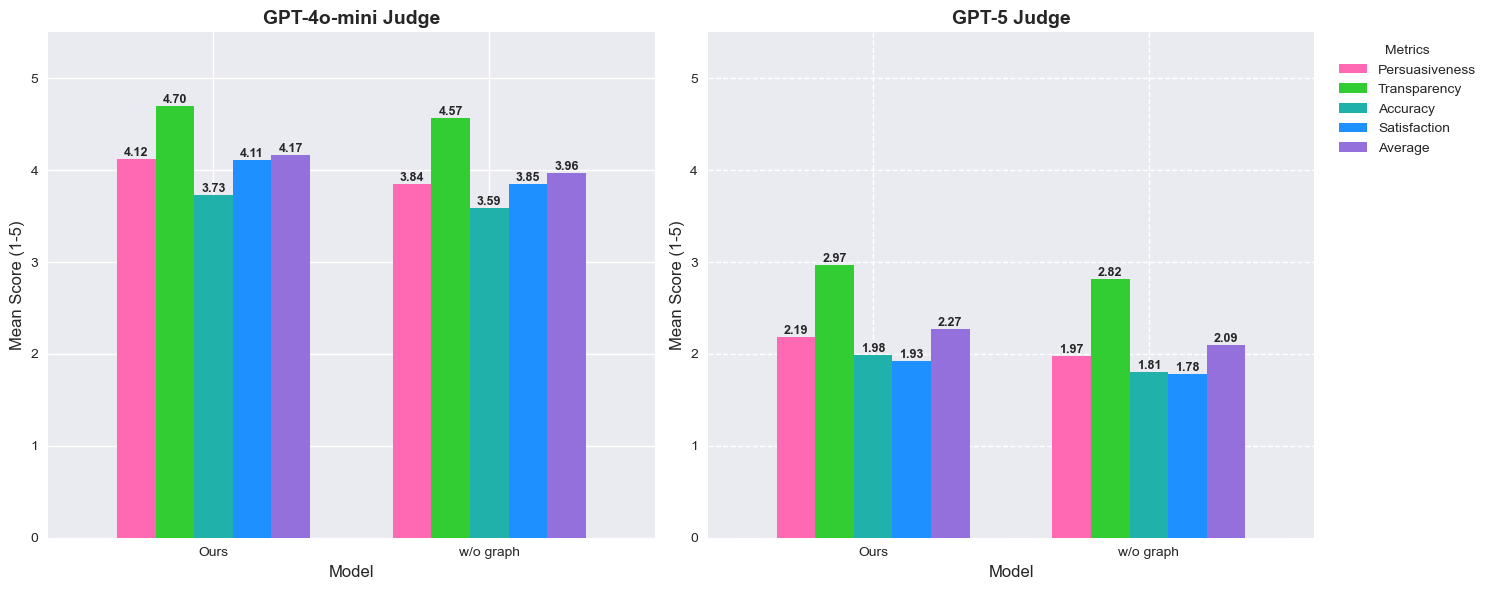 GPT-4o-mini Judge
Mean Score (1-5)
5
4
3
2
1
0
4.12
4.70
3.73
4.11
4.17
3.84
4.57
3.59
3.85
3.96
Ours
w/o graph
Model
GPT-5 Judge
Mean Score (1-5)
5
4
3
2
1
0
2.19
2.97
1.98
1.93
2.27
1.97
2.82
1.81
1.78
2.09
Ours
w/o graph
Model
Metrics
Persuasiveness
Transparency
Accuracy
Satisfaction
Average